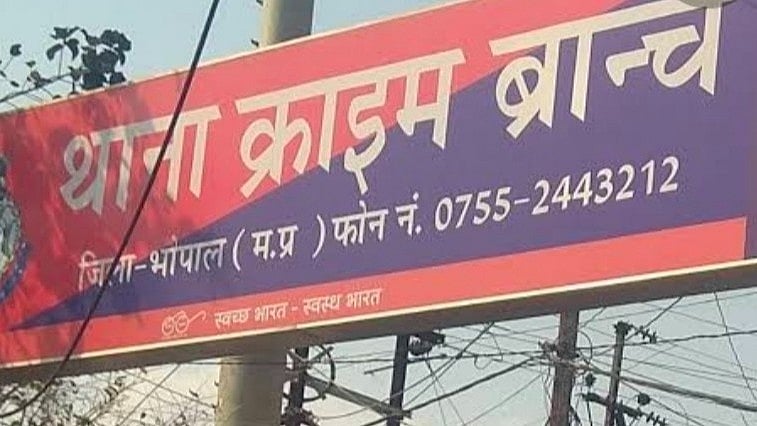 थाना क्राइम ब्रान्च
जिला-भोपाल ( म.प्र ) फोन नं. 0755-2443212
स्वच्छ भारत - स्वस्थ भारत